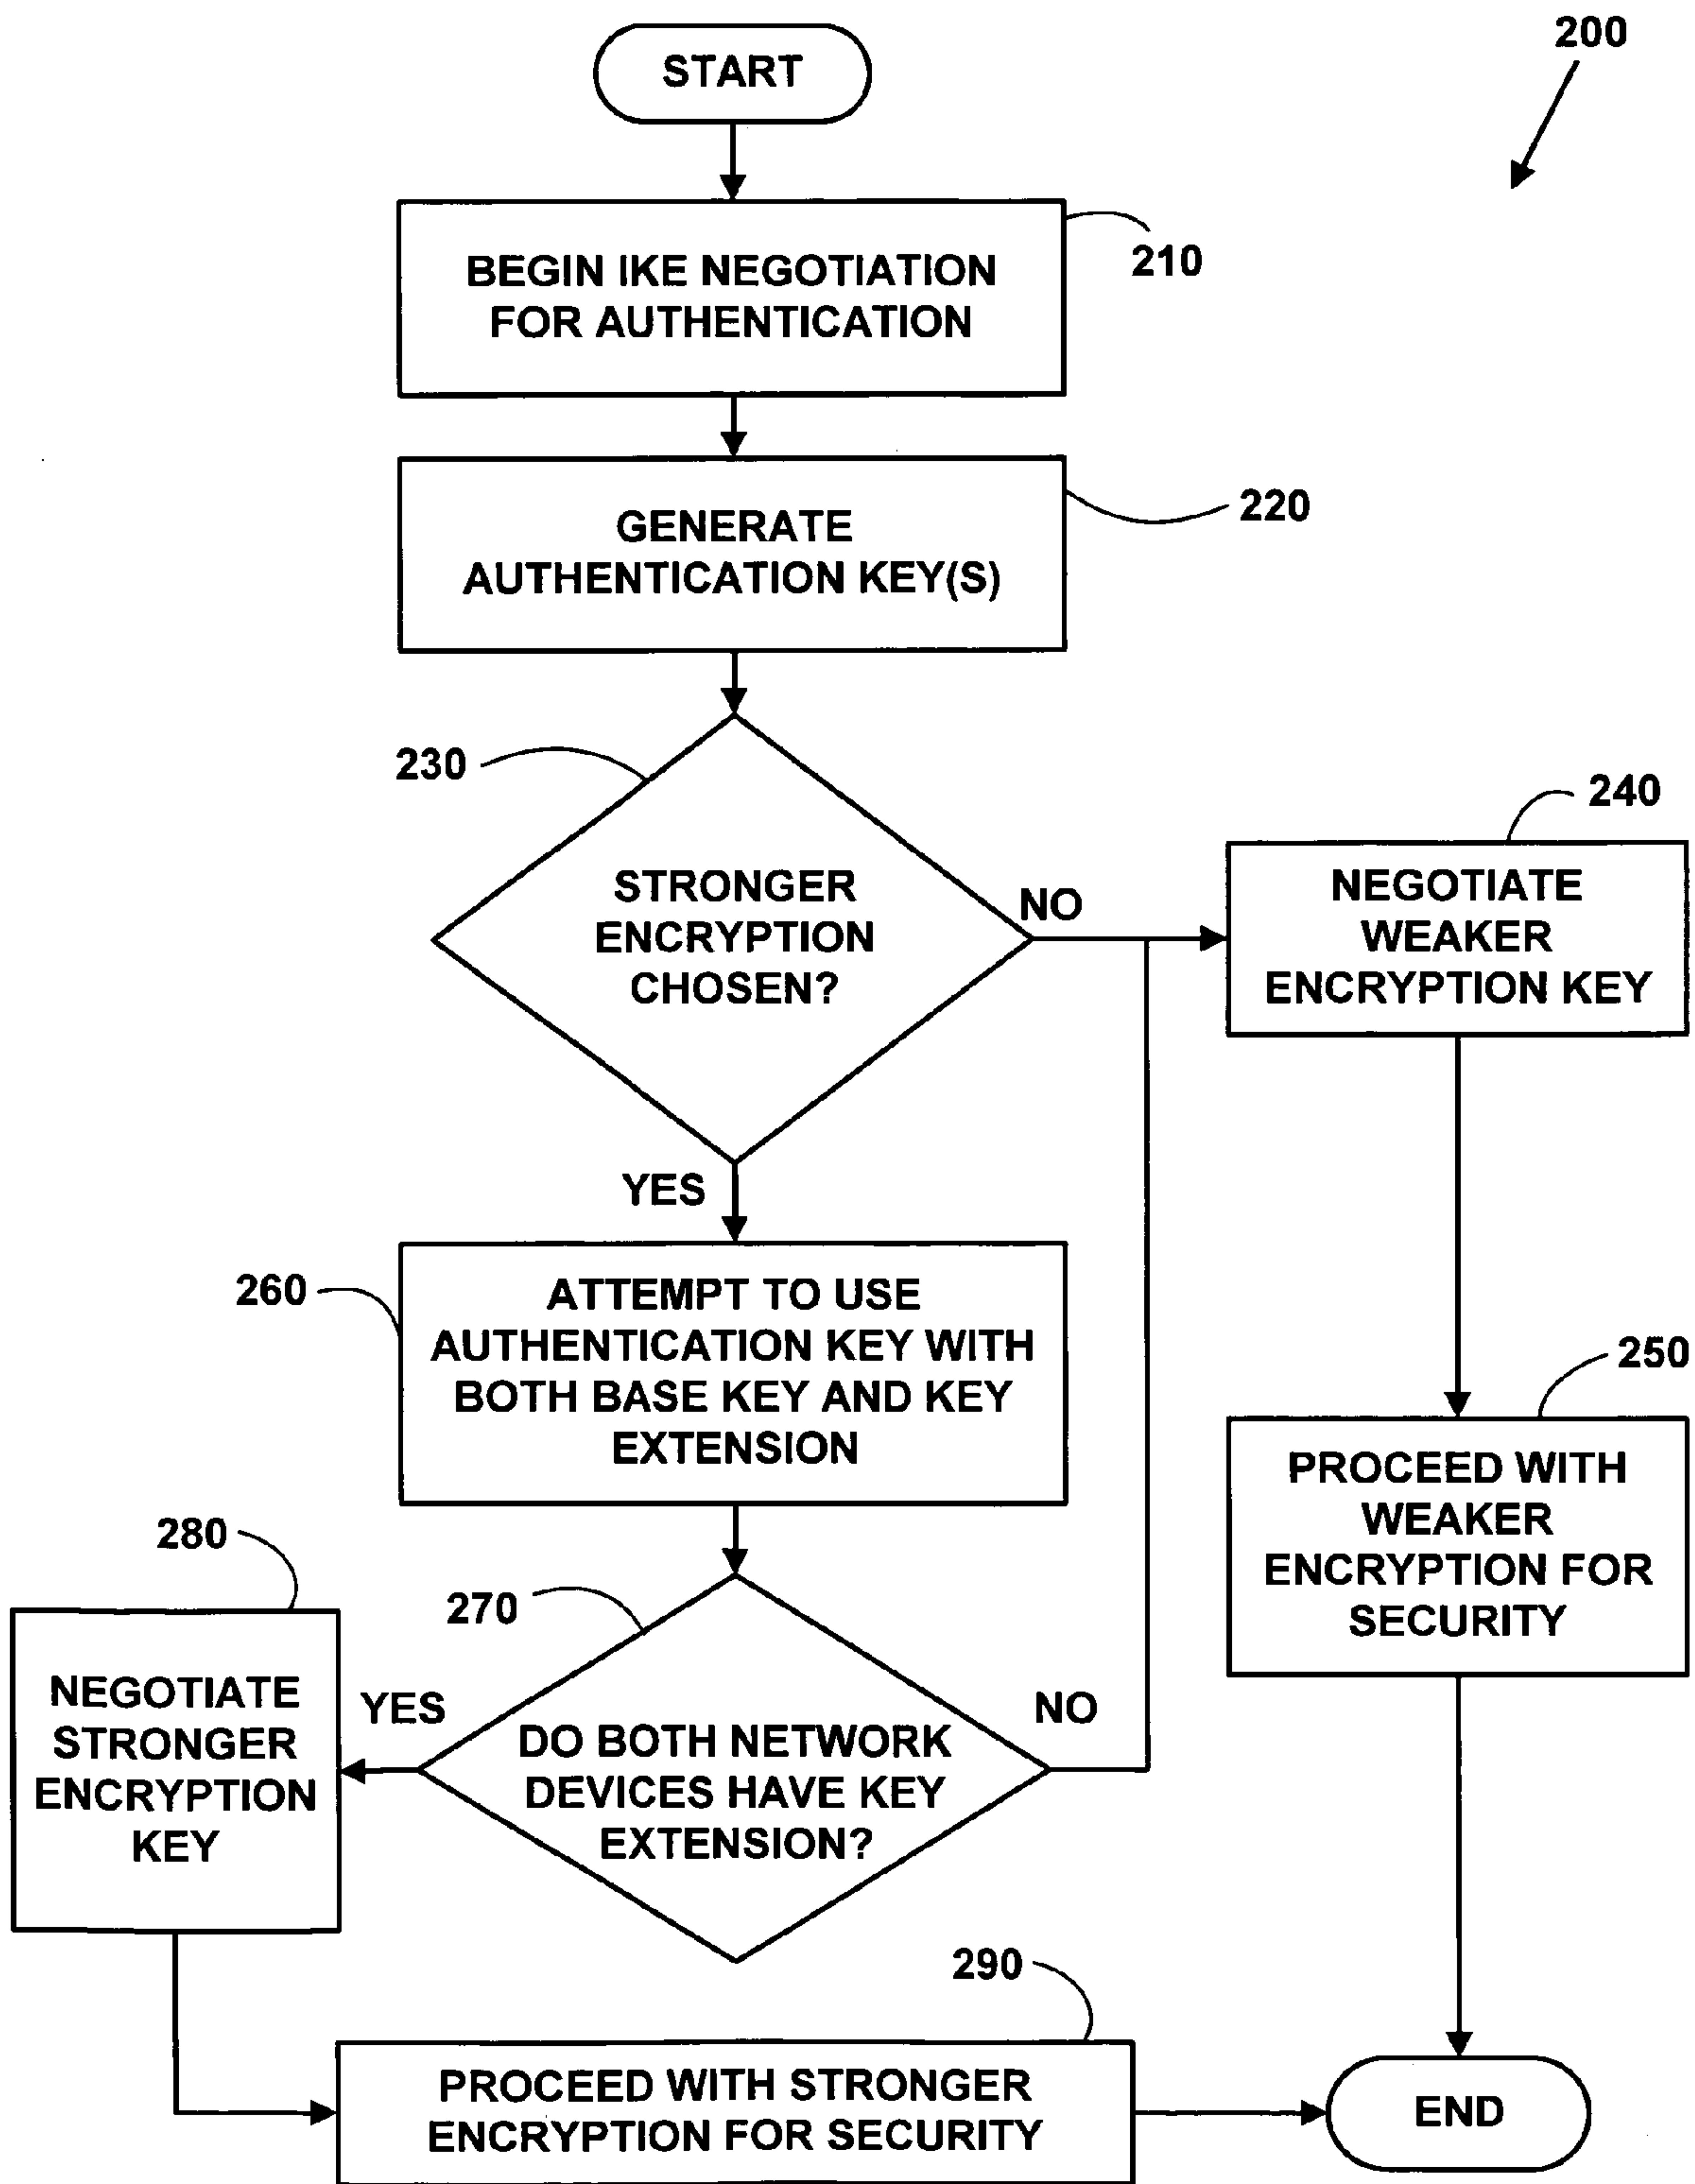 START
200
BEGIN IKE NEGOTIATION
FOR AUTHENTICATION
210
GENERATE
AUTHENTICATION KEY(S)
220
230
STRONGER
ENCRYPTION
CHOSEN?
NO
240
NEGOTIATE
WEAKER
ENCRYPTION KEY
YES
260
ATTEMPT TO USE
AUTHENTICATION KEY WITH
BOTH BASE KEY AND KEY
EXTENSION
250
PROCEED WITH
WEAKER
ENCRYPTION FOR
SECURITY
280
270
NEGOTIATE
STRONGER
ENCRYPTION
KEY
YES
DO BOTH NETWORK
DEVICES HAVE KEY
EXTENSION?
NO
290
PROCEED WITH STRONGER
ENCRYPTION FOR SECURITY
END